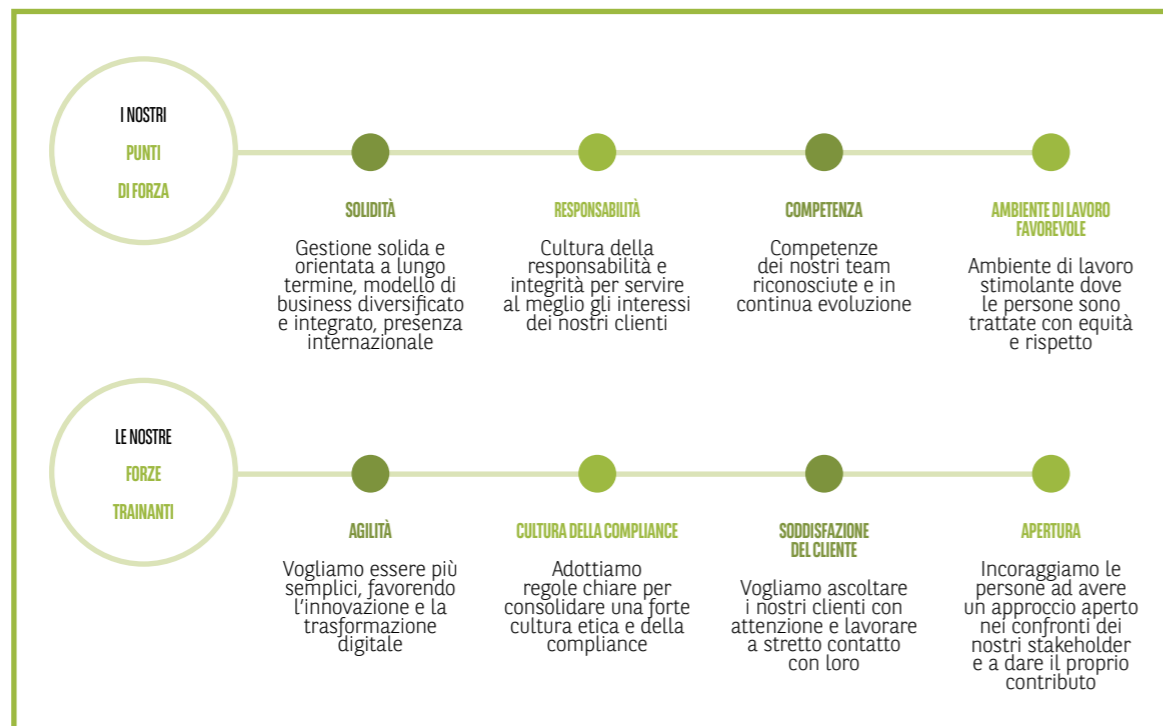 I NOSTRI
PUNTI
DI FORZA
SOLIDITÀ
Gestione solida e
orientata a lungo
termine, modello di
business diversificato
e integrato, presenza
internazionale
RESPONSABILITÀ
Cultura della
responsabilità e
integrità per servire
al meglio gli interessi
dei nostri clienti
COMPETENZA
Competenze
dei nostri team
riconosciute e in
continua evoluzione
AMBIENTE DI LAVORO
FAVOREVOLE
Ambiente di lavoro
stimolante dove
le persone sono
trattate con equità
e rispetto
LE NOSTRE
FORZE
TRAINANTI
AGILITÀ
Vogliamo essere più
semplici, favorendo
l'innovazione e la
trasformazione
digitale
CULTURA DELLA COMPLIANCE
Adottiamo
regole chiare per
consolidare una forte
cultura etica e della
compliance
SODDISFAZIONE
DEL CLIENTE
Vogliamo ascoltare
i nostri clienti con
attenzione e lavorare
a stretto contatto
con loro
APERTURA
Incoraggiamo le
persone ad avere
un approccio aperto
nei confronti dei
nostri stakeholder
e a dare il proprio
contributo